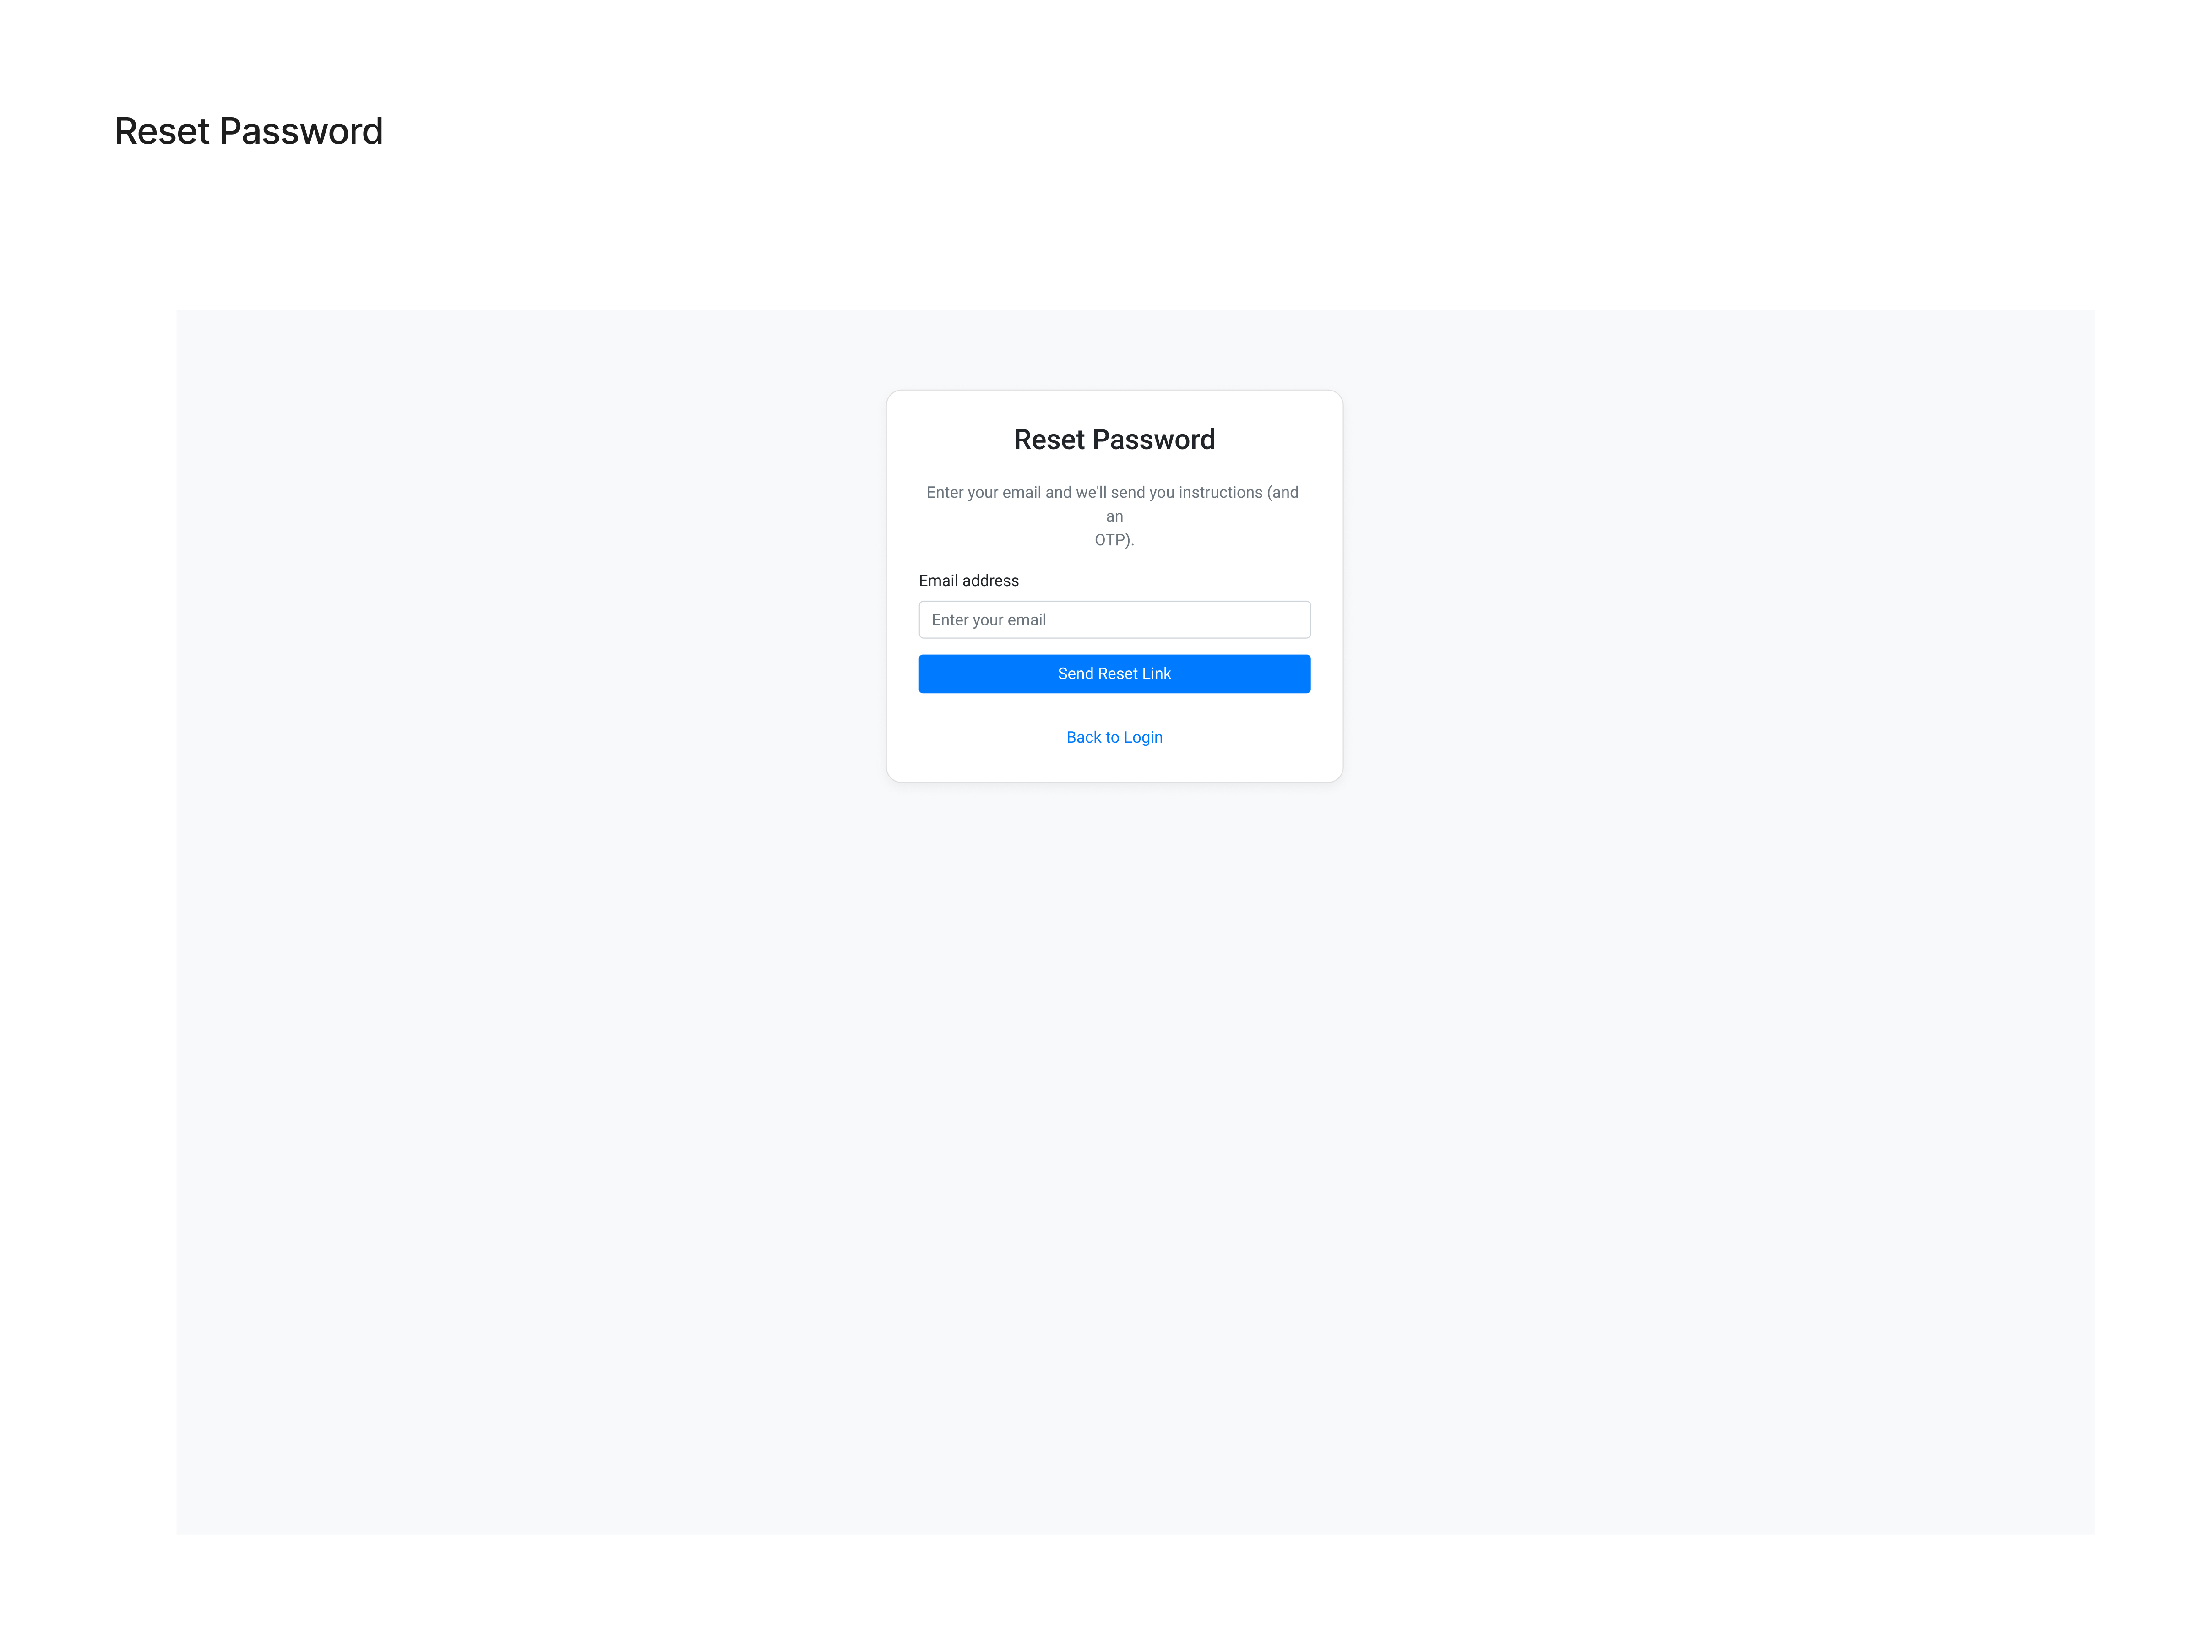 Reset Password
Reset Password
Enter your email and we'll send you instructions (and
an
OTP).
Email address
Enter your email
Send Reset Link
Back to Login